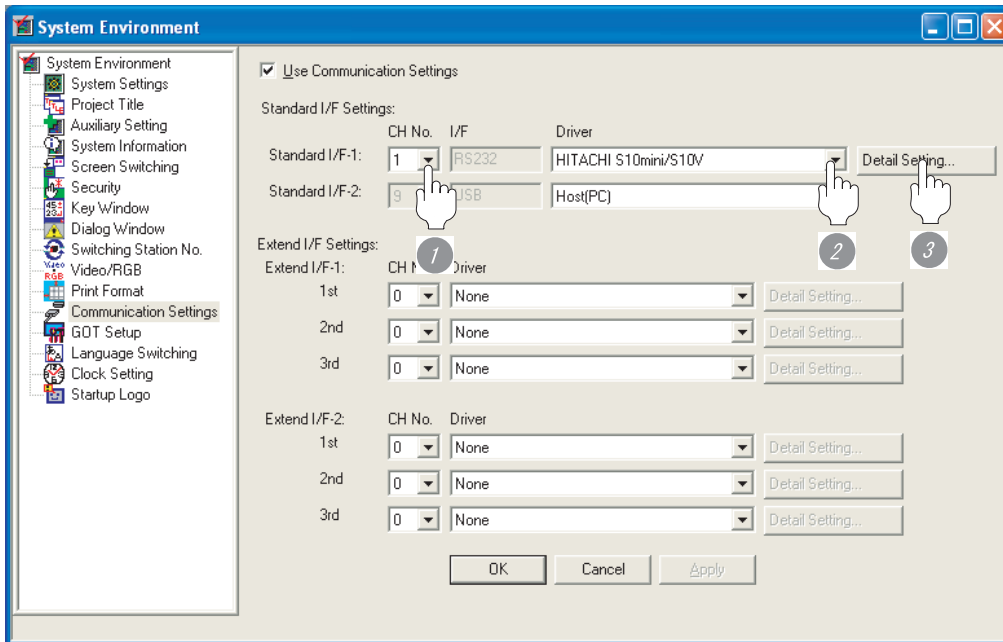 System Environment
System Environment
System Settings
Project Title
Auxiliary Setting
System Information
Screen Switching
Security
Key Window
Dialog Window
Switching Station No.
Video/RGB
Print Format
Communication Settings
GOT Setup
Language Switching
Clock Setting
Startup Logo
Use Communication Settings
Standard I/F Settings:
CH No. I/F Driver
Standard I/F-1: 1 RS232 HITACHI S10mini/S10V Detail Setting...
Standard I/F-2: 9 USB Host(PC)
1 2 3
Extend I/F Settings:
Extend I/F-1: CH Driver
1st 0 None Detail Setting...
2nd 0 None Detail Setting...
3rd 0 None Detail Setting...
Extend I/F-2: CH No. Driver
1st 0 None Detail Setting...
2nd 0 None Detail Setting...
3rd 0 None Detail Setting...
OK Cancel Apply